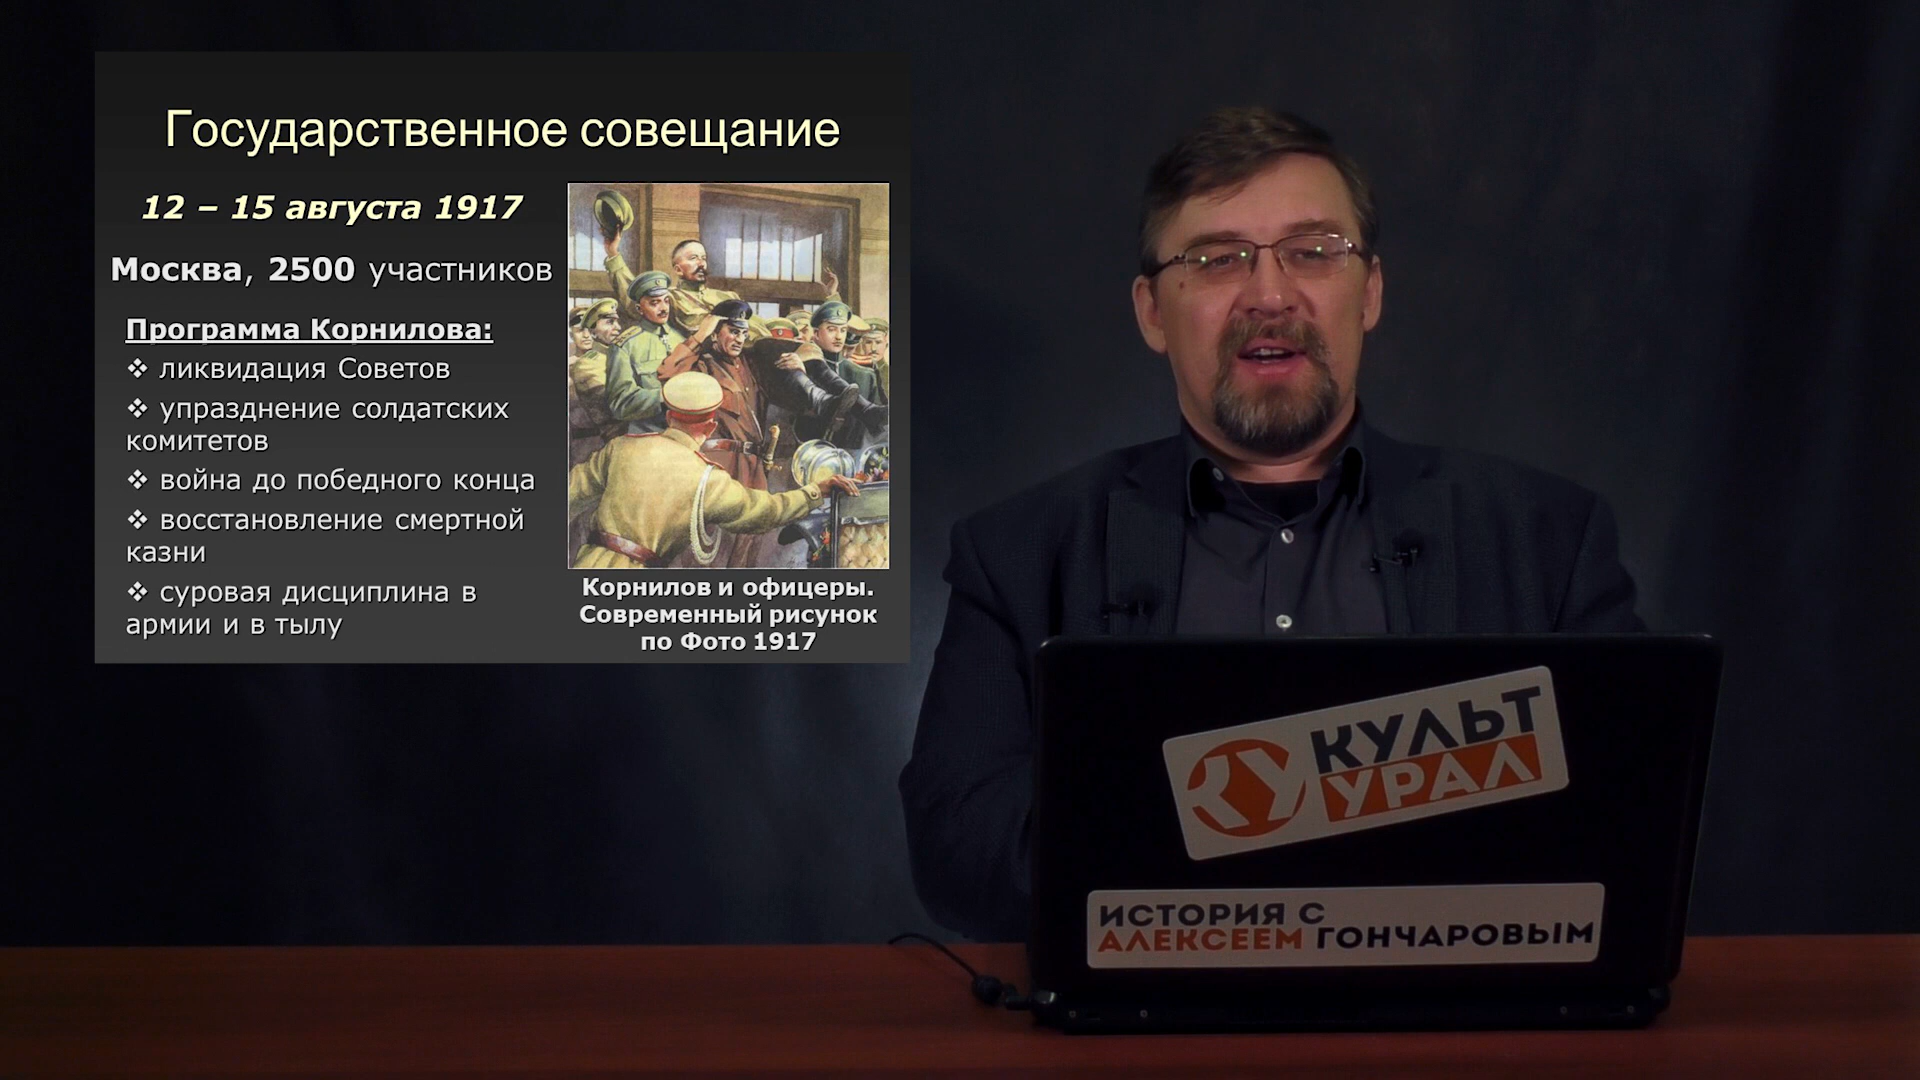 Государственное совещание
12 – 15 августа 1917
Москва, 2500 участников
Программа Корнилова:
❖ ликвидация Советов
❖ упразднение солдатских
комитетов
❖ война до победного конца
❖ восстановление смертной
казни
❖ суровая дисциплина в
армии и в тылу
Корнилов и офицеры.
Современный рисунок
по Фото 1917
КУ КУЛЬТ
УРАЛ
ИСТОРИЯ С
АЛЕКСЕЕМ ГОНЧАРОВЫМ